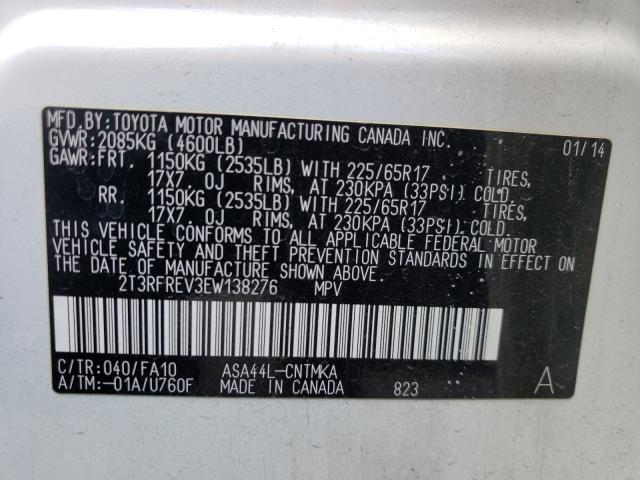 MFD.BY:TOYOTA MOTOR MANUFACTURING CANADA INC. 01/14
GVWR:2085KG (4600LB)
GAWR:FRT. 1150KG (2535LB) WITH 225/65R17 TIRES,
17X7. 0J RIMS, AT 230KPA (33PSI) COLD
RR. 1150KG (2535LB) WITH 225/65R17 TIRES,
17X7. 0J RIMS, AT 230KPA (33PSI) COLD.
THIS VEHICLE CONFORMS TO ALL APPLICABLE FEDERAL MOTOR
VEHICLE SAFETY AND THEFT PREVENTION STANDARDS IN EFFECT ON
THE DATE OF MANUFACTURE SHOWN ABOVE.
2T3RFREV3EW138276 MPV
C/TR:040/FA10 ASA44L-CNTMKA A
A/TM:-01A/U760F MADE IN CANADA 823